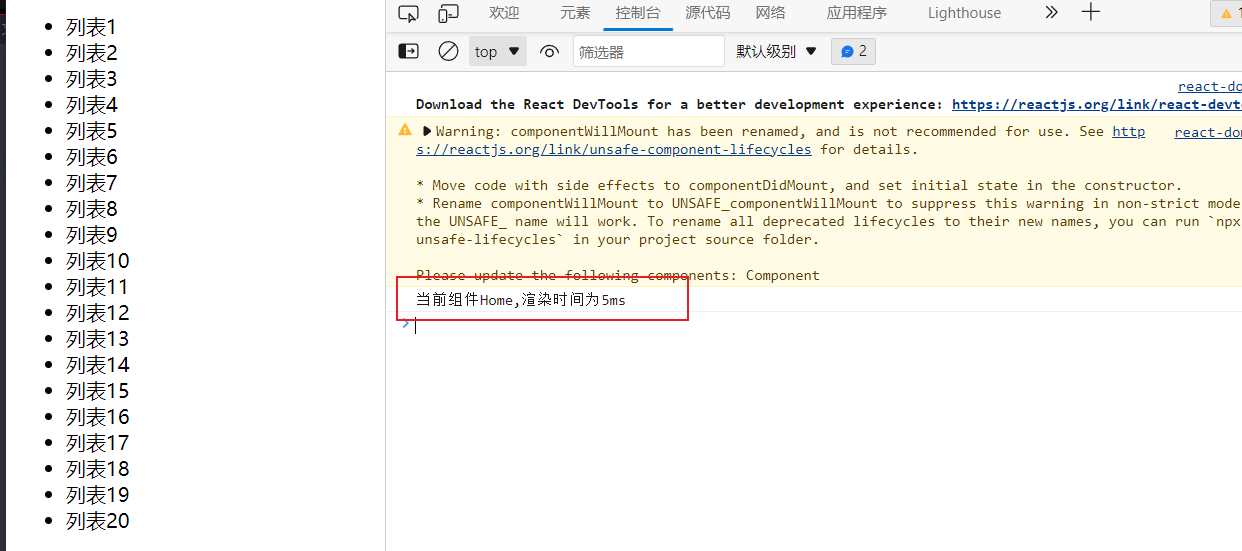 列表1
列表2
列表3
列表4
列表5
列表6
列表7
列表8
列表9
列表10
列表11
列表12
列表13
列表14
列表15
列表16
列表17
列表18
列表19
列表20
欢迎 元素 控制台 源代码 网络 应用程序 Lighthouse
top 筛选器 默认级别 2
react-do
Download the React DevTools for a better development experience: https://reactjs.org/link/react-devt
Warning: componentWillMount has been renamed, and is not recommended for use. See http react-do
s://reactjs.org/link/unsafe-component-lifecycles for details.
* Move code with side effects to componentDidMount, and set initial state in the constructor.
* Rename componentWillMount to UNSAFE_componentWillMount to suppress this warning in non-strict mode
the UNSAFE_ name will work. To rename all deprecated lifecycles to their new names, you can run `npx
unsafe-lifecycles` in your project source folder.
Please update the following components: Component
当前组件Home,渲染时间为5ms